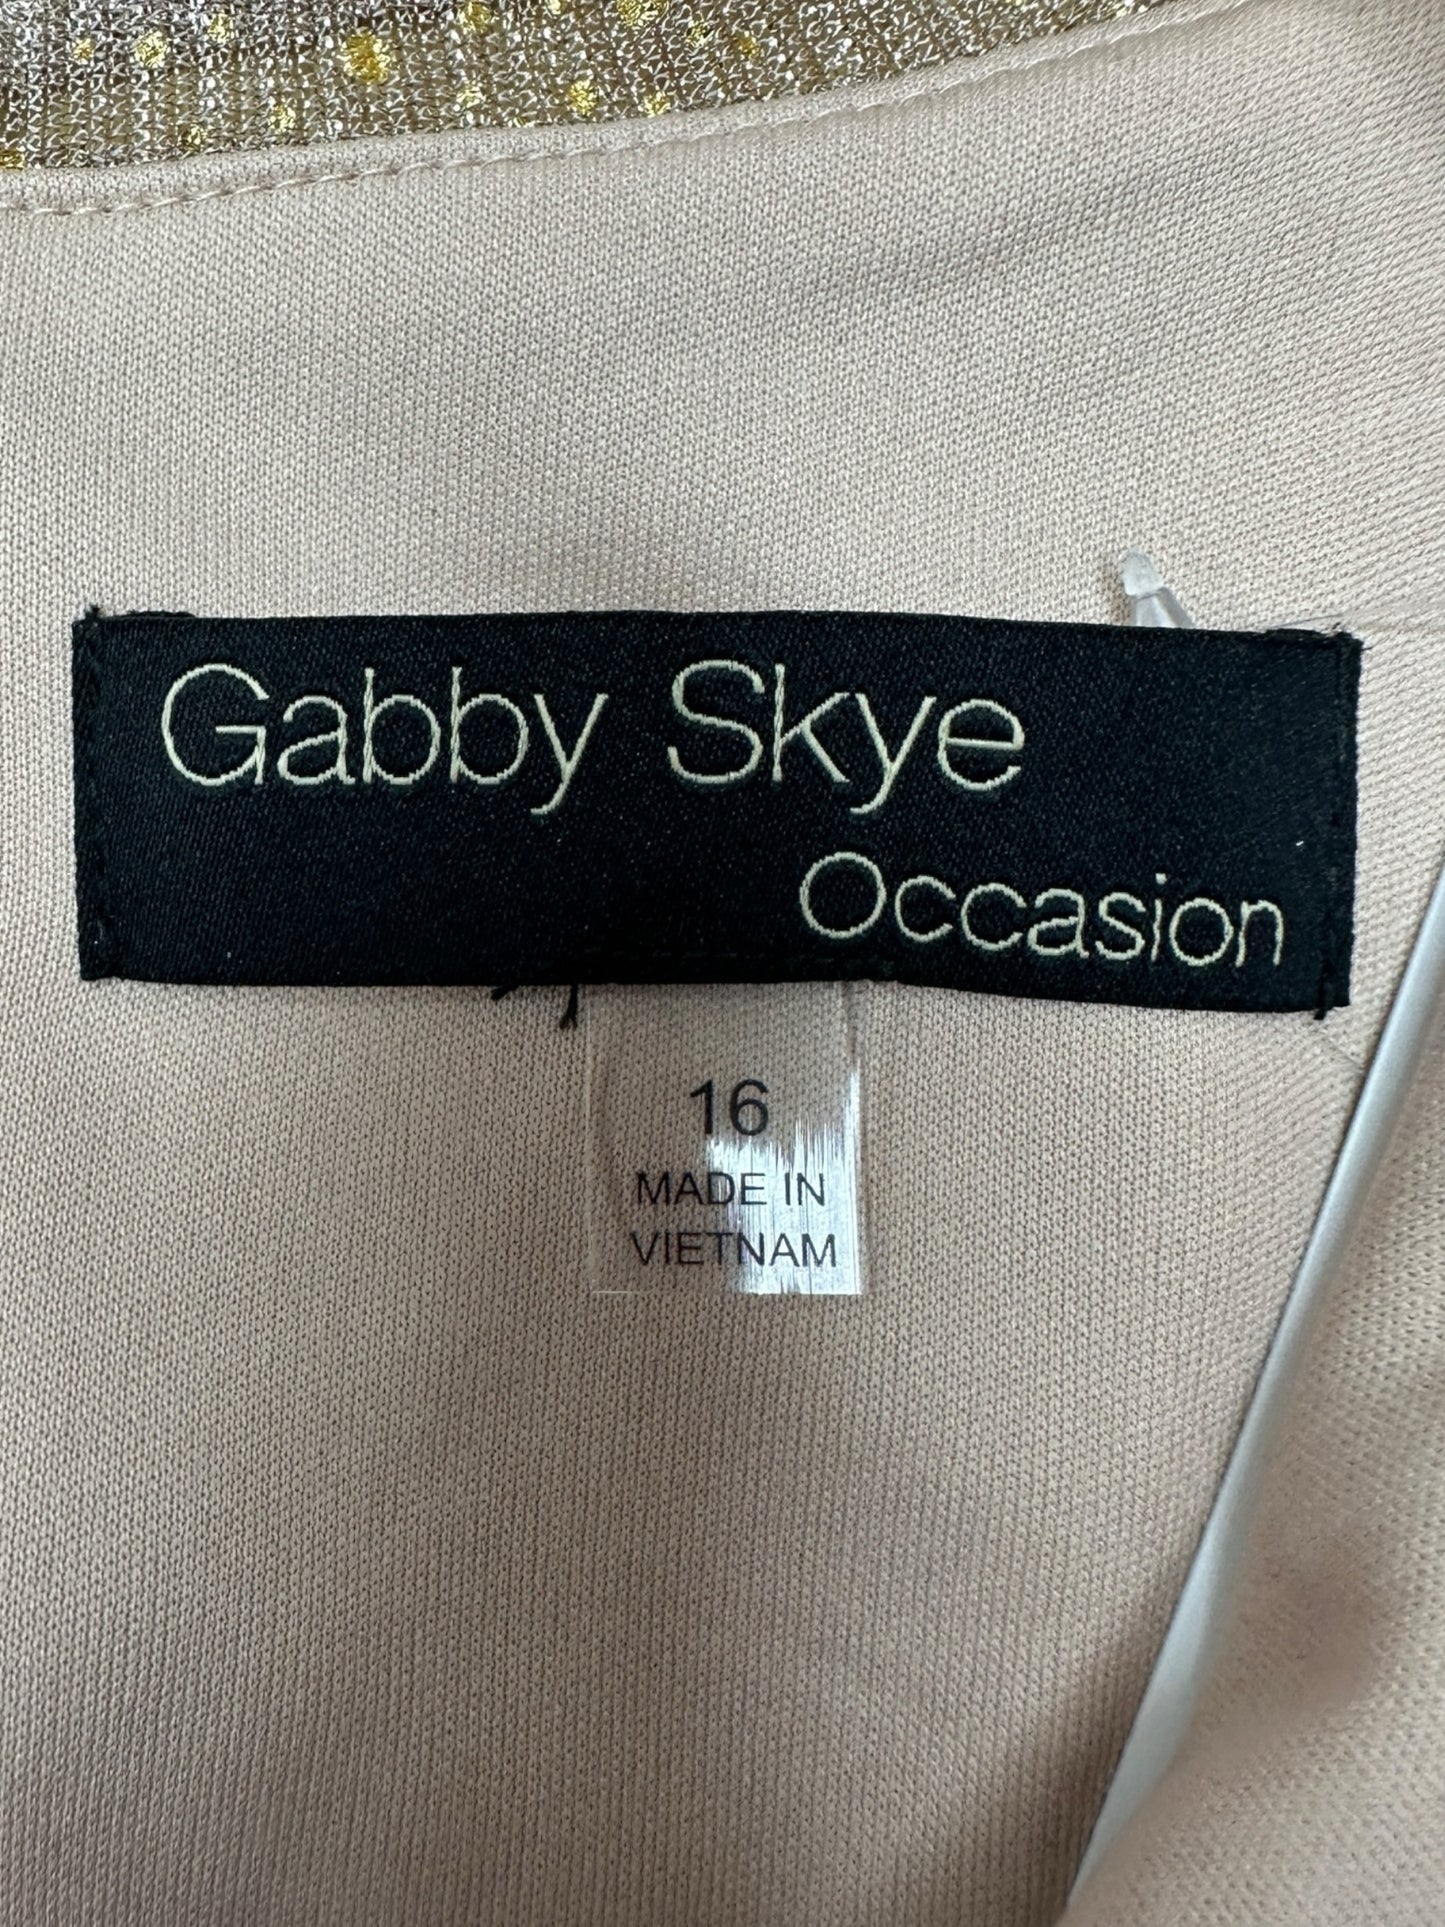 Gabby Skye
Occasion
16
MADE IN
VIETNAM